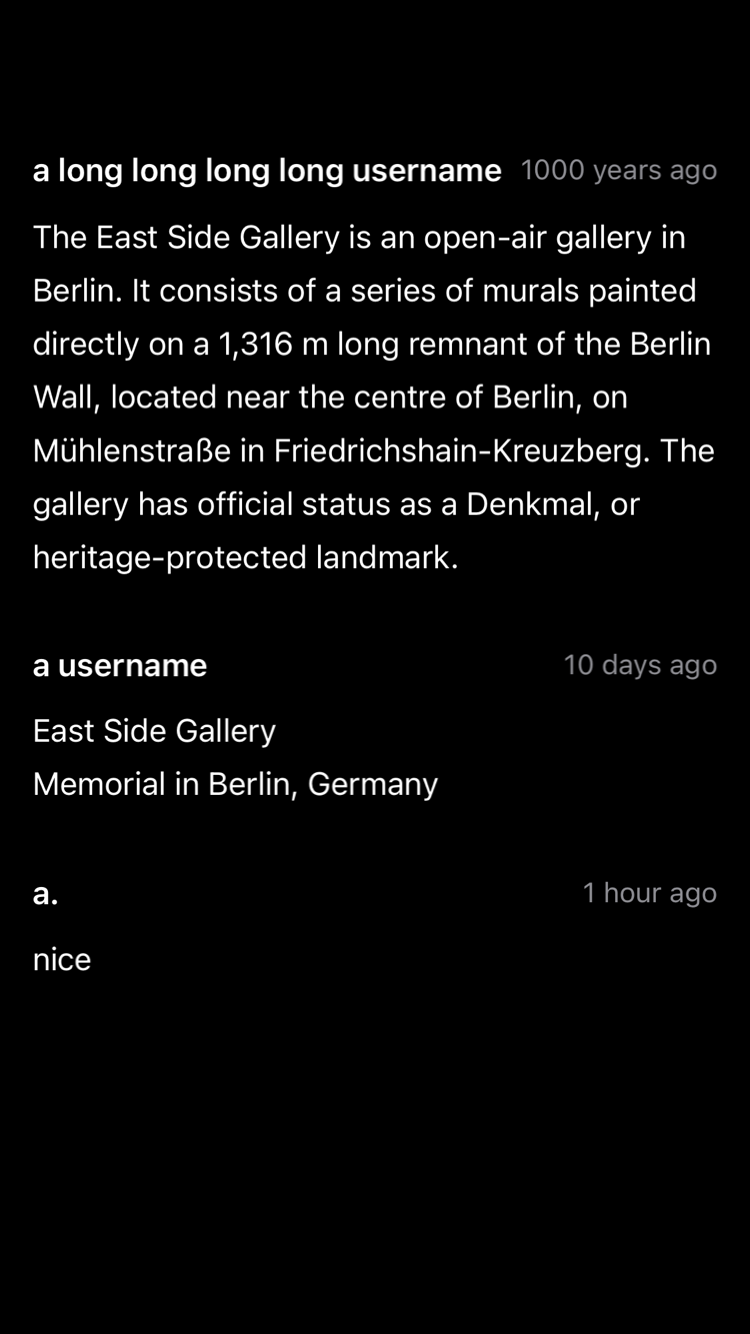 a long long long long username 1000 years ago
The East Side Gallery is an open-air gallery in
Berlin. It consists of a series of murals painted
directly on a 1,316 m long remnant of the Berlin
Wall, located near the centre of Berlin, on
Mühlenstraße in Friedrichshain-Kreuzberg. The
gallery has official status as a Denkmal, or
heritage-protected landmark.
a username 10 days ago
East Side Gallery
Memorial in Berlin, Germany
a. 1 hour ago
nice